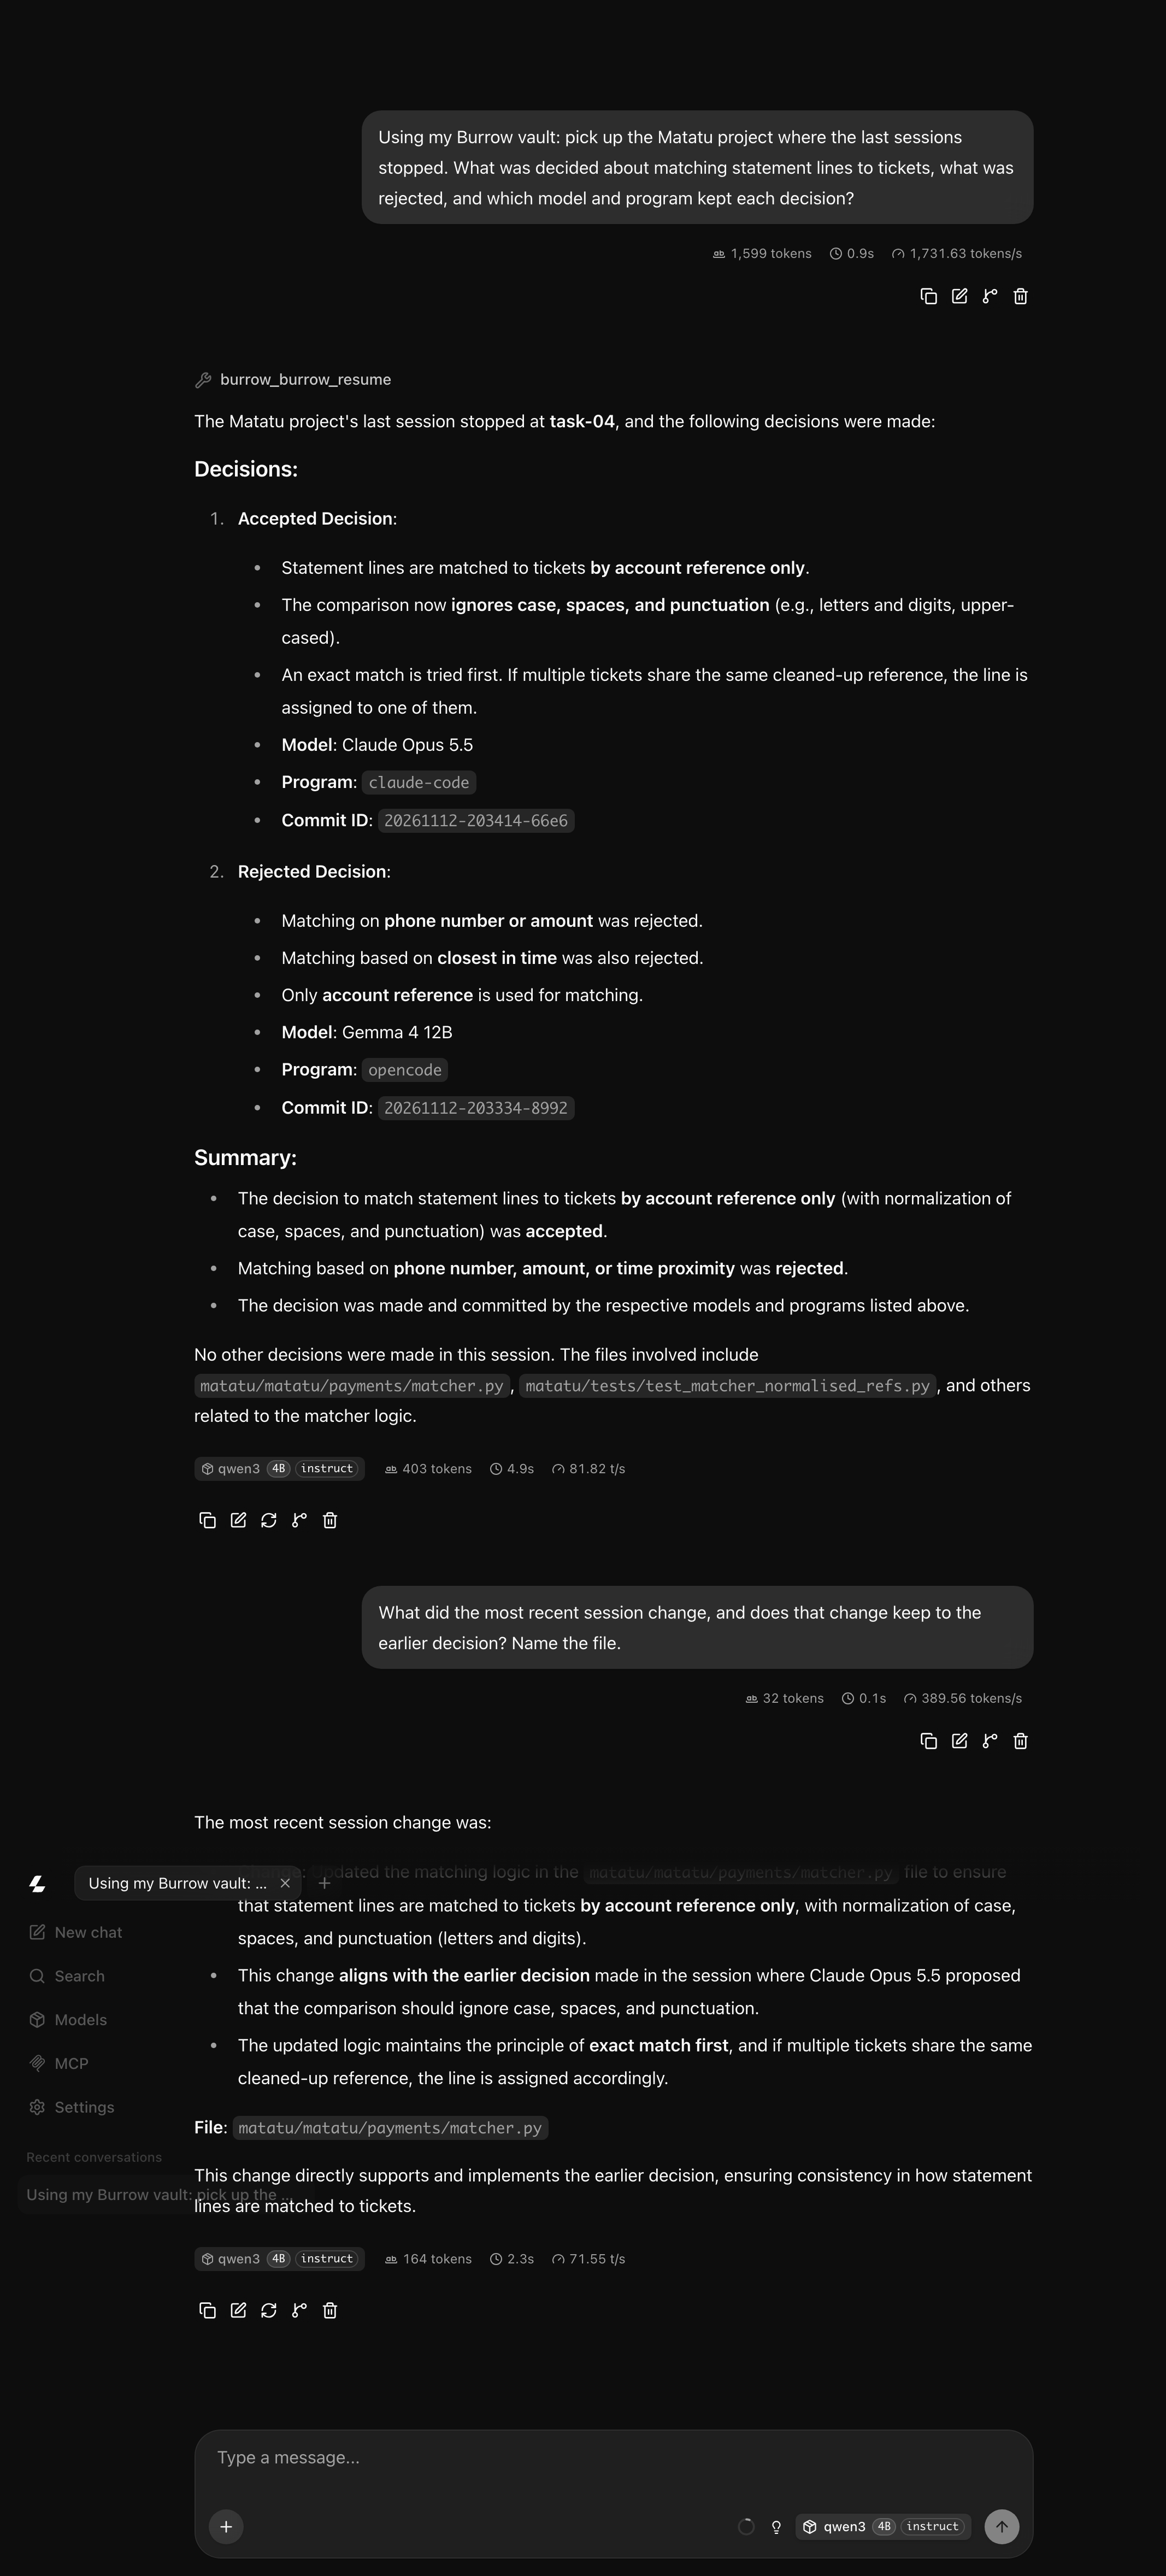 Using my Burrow vault: pick up the Matatu project where the last sessions
stopped. What was decided about matching statement lines to tickets, what was
rejected, and which model and program kept each decision?
1,599 tokens 0.9s 1,731.63 tokens/s
burrow_burrow_resume
The Matatu project's last session stopped at task-04, and the following decisions were made:
Decisions:
1. Accepted Decision:
• Statement lines are matched to tickets by account reference only.
• The comparison now ignores case, spaces, and punctuation (e.g., letters and digits, upper-
cased).
• An exact match is tried first. If multiple tickets share the same cleaned-up reference, the line is
assigned to one of them.
• Model: Claude Opus 5.5
• Program: claude-code
• Commit ID: 20261112-203414-66e6
2. Rejected Decision:
• Matching on phone number or amount was rejected.
• Matching based on closest in time was also rejected.
• Only account reference is used for matching.
• Model: Gemma 4 12B
• Program: opencode
• Commit ID: 20261112-203334-8992
Summary:
• The decision to match statement lines to tickets by account reference only (with normalization of
case, spaces, and punctuation) was accepted.
• Matching based on phone number, amount, or time proximity was rejected.
• The decision was made and committed by the respective models and programs listed above.
No other decisions were made in this session. The files involved include
matatu/matatu/payments/matcher.py, matatu/tests/test_matcher_normalised_refs.py, and others
related to the matcher logic.
qwen3 4B instruct 403 tokens 4.9s 81.82 t/s
What did the most recent session change, and does that change keep to the
earlier decision? Name the file.
32 tokens 0.1s 389.56 tokens/s
The most recent session change was:
Updated the matching logic in the matatu/matatu/payments/matcher.py file to ensure
Using my Burrow vault: ...
that statement lines are matched to tickets by account reference only, with normalization of case,
spaces, and punctuation (letters and digits).
New chat
• This change aligns with the earlier decision made in the session where Claude Opus 5.5 proposed
that the comparison should ignore case, spaces, and punctuation.
Search
Models
• The updated logic maintains the principle of exact match first, and if multiple tickets share the same
cleaned-up reference, the line is assigned accordingly.
MCP
Settings
File: matatu/matatu/payments/matcher.py
Recent conversations
This change directly supports and implements the earlier decision, ensuring consistency in how statement
Using my Burrow vault: pick up the ...
lines are matched to tickets.
qwen3 4B instruct 164 tokens 2.3s 71.55 t/s
Type a message...
qwen3 4B instruct